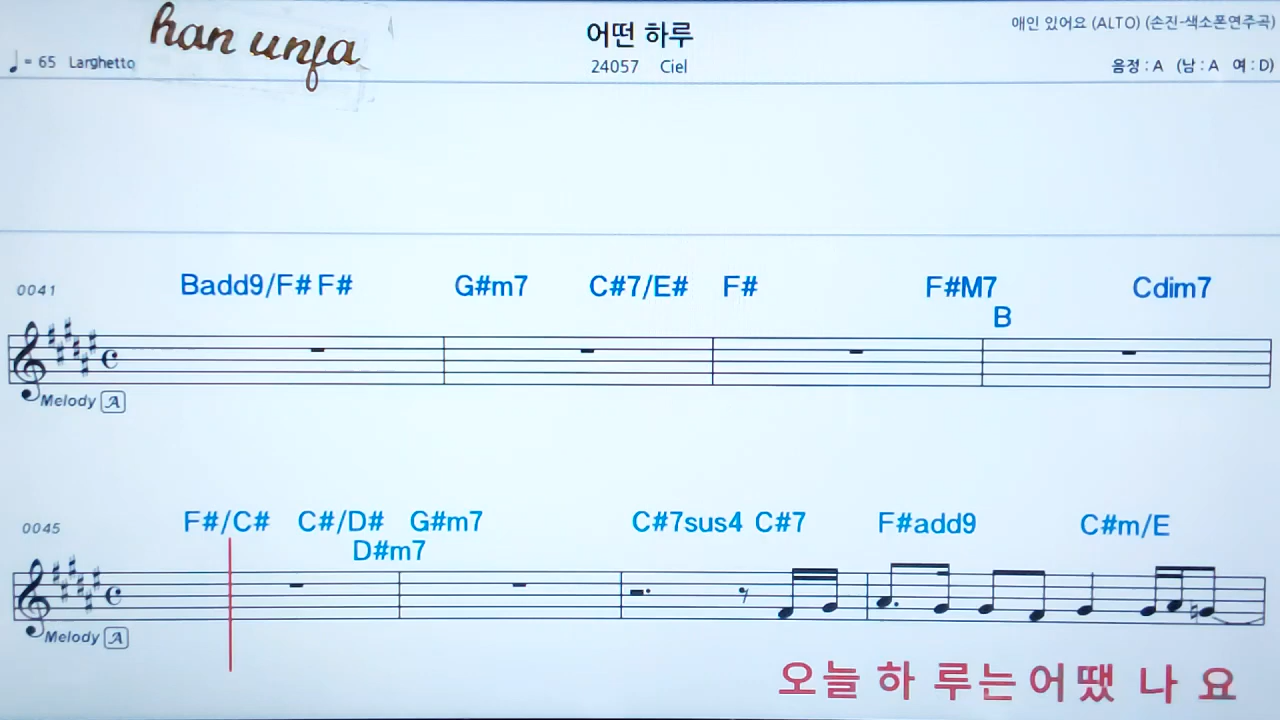 han unja
어떤 하루
애인 있어요 (ALTO) (손진-색소폰연주곡)
♩= 65 Larghetto
24057 Ciel
음정 : A (남 : A 여 : D)
0041
Badd9/F# F# G#m7 C#7/E# F# F#M7 Cdim7
B
Melody A
0045
F#/C# C#/D# G#m7 C#7sus4 C#7 F#add9 C#m/E
D#m7
Melody A
오늘 하 루는어땠 나 요